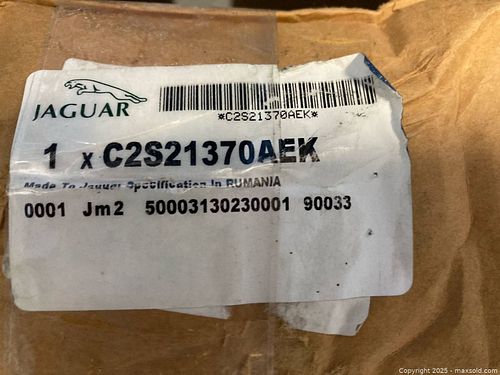 JAGUAR
*C2S21370AEK*
1 x C2S21370AEK
Made To Jaguar Specification In RUMANIA
0001 Jm2 50003130230001 90033
Copyright 2025 - maxsold.com